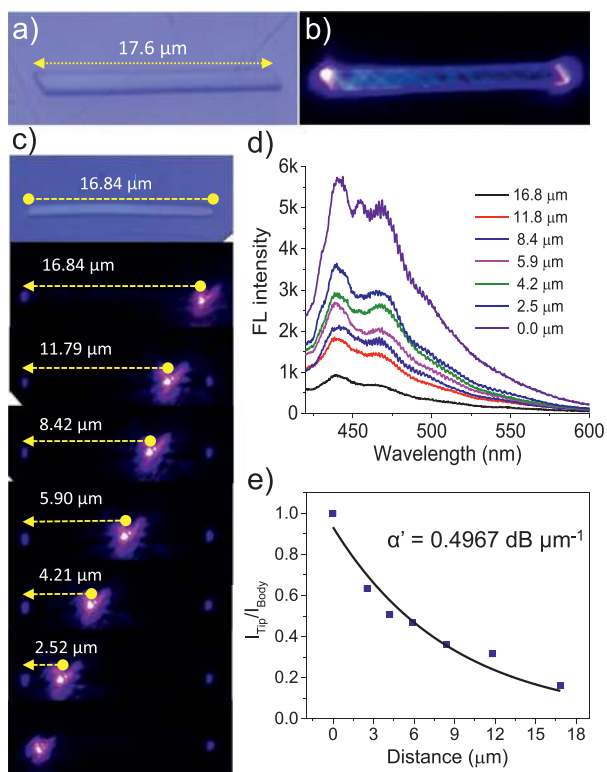 a)
17.6 µm
b)
c)
16.84 µm
16.84 µm
11.79 µm
8.42 µm
5.90 µm
4.21 µm
2.52 µm
d)
6k
5k
4k
3k
2k
1k
0
FL intensity
16.8 µm
11.8 µm
8.4 µm
5.9 µm
4.2 µm
2.5 µm
0.0 µm
450 500 550 600
Wavelength (nm)
e)
1.0
0.8
0.6
0.4
0.2
0.0
I_Tip/I_Body
α' = 0.4967 dB µm⁻¹
0 3 6 9 12 15 18
Distance (µm)